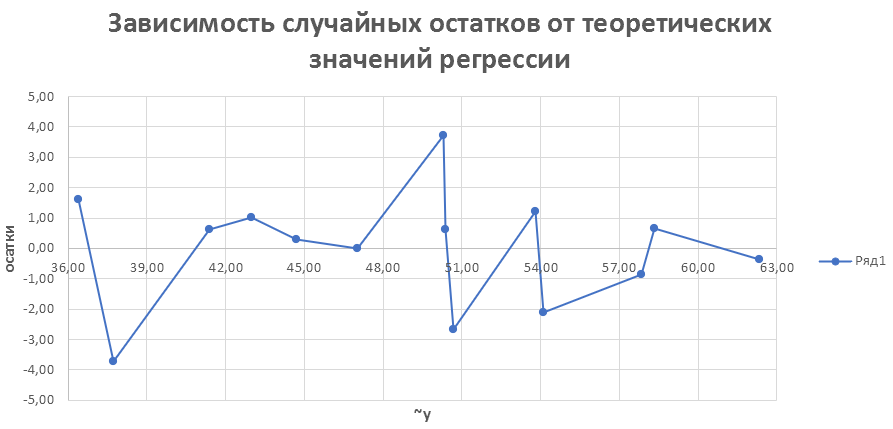 Зависимость случайных остатков от теоретических
значений регрессии
5,00
4,00
3,00
2,00
1,00
0,00
-1,00
-2,00
-3,00
-4,00
-5,00
остатки
36,00 39,00 42,00 45,00 48,00 51,00 54,00 57,00 60,00 63,00
~y
Ряд1